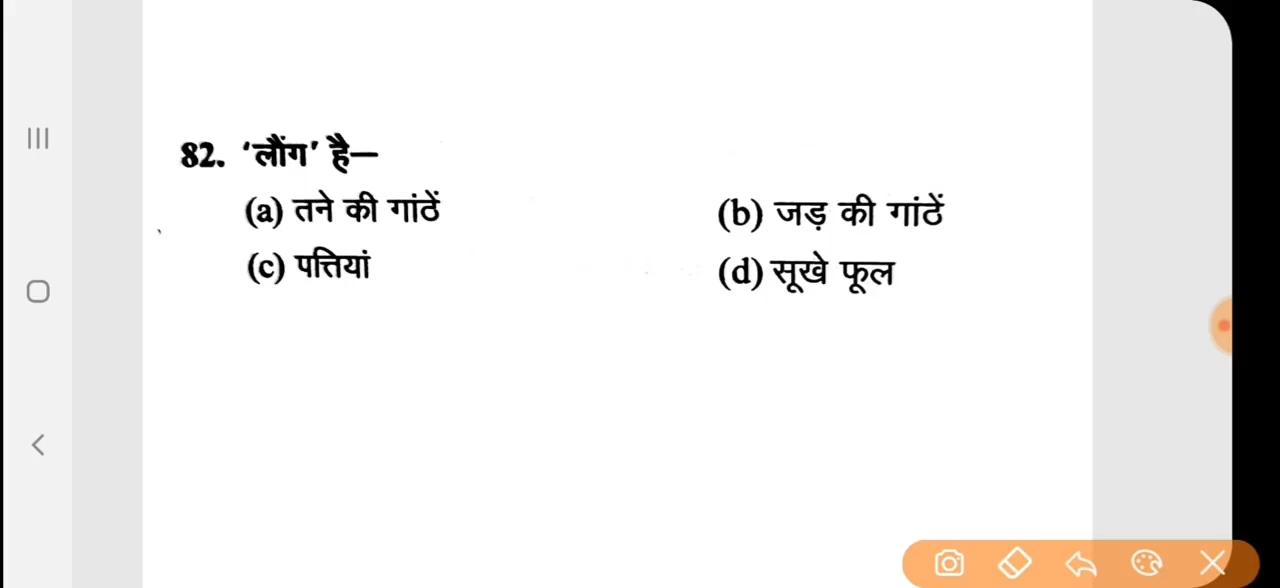 82. ‘लौंग’ है—
(a) तने की गांठें
(b) जड़ की गांठें
(c) पत्तियां
(d) सूखे फूल